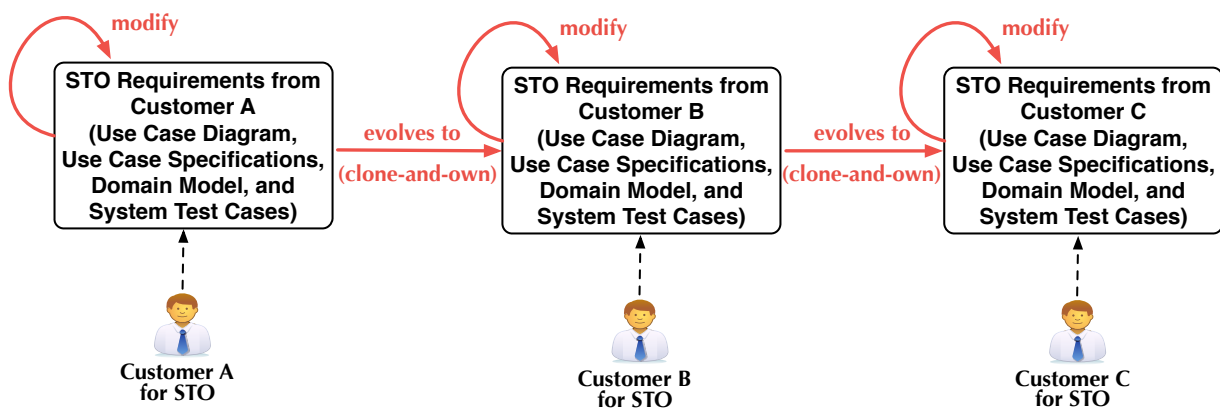 modify
STO Requirements from
Customer A
(Use Case Diagram,
Use Case Specifications,
Domain Model, and
System Test Cases)
evolves to
(clone-and-own)
modify
STO Requirements from
Customer B
(Use Case Diagram,
Use Case Specifications,
Domain Model, and
System Test Cases)
evolves to
(clone-and-own)
modify
STO Requirements from
Customer C
(Use Case Diagram,
Use Case Specifications,
Domain Model, and
System Test Cases)
Customer A
for STO
Customer B
for STO
Customer C
for STO